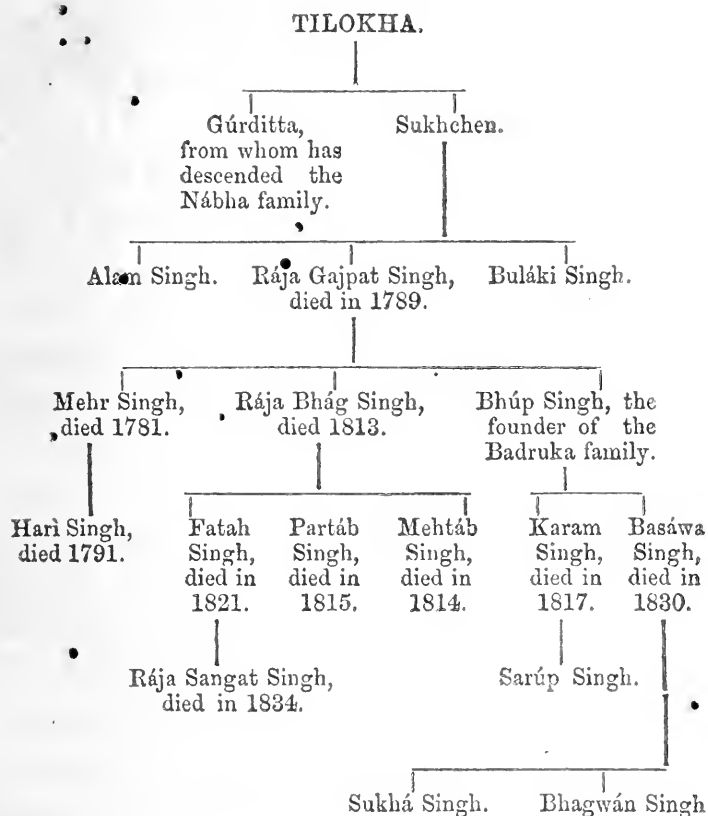 TILOKHA.
Gúrditta,
from whom has
descended the
Nábha family.
Sukhchen.
Alam Singh.
Rája Gajpat Singh,
died in 1789.
Buláki Singh.
Mehr Singh,
died 1781.
Rája Bhág Singh,
died 1813.
Bhúp Singh, the
founder of the
Badruka family.
Harì Singh,
died 1791.
Fatah
Singh,
died in
1821.
Partáb
Singh,
died in
1815.
Mehtáb
Singh,
died in
1814.
Karam
Singh,
died in
1817.
Basáwa
Singh,
died in
1830.
Rája Sangat Singh,
died in 1834.
Sarúp Singh.
Sukhá Singh.
Bhagwán Singh